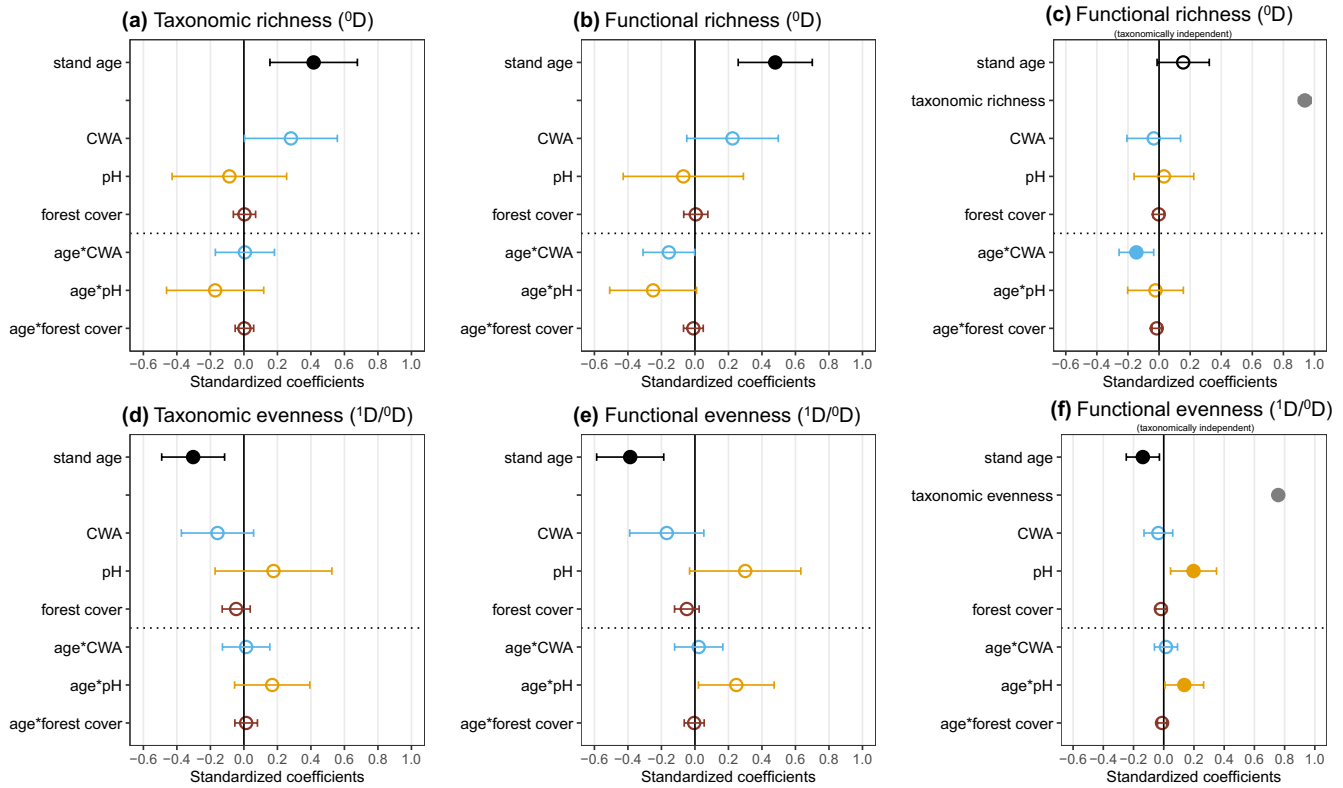 (a) Taxonomic richness (⁰D)
stand age
CWA
pH
forest cover
age*CWA
age*pH
age*forest cover
−0.6 −0.4 −0.2 0.0 0.2 0.4 0.6 0.8 1.0
Standardized coefficients
(b) Functional richness (⁰D)
stand age
CWA
pH
forest cover
age*CWA
age*pH
age*forest cover
−0.6 −0.4 −0.2 0.0 0.2 0.4 0.6 0.8 1.0
Standardized coefficients
(c) Functional richness (⁰D)
(taxonomically independent)
stand age
taxonomic richness
CWA
pH
forest cover
age*CWA
age*pH
age*forest cover
−0.6 −0.4 −0.2 0.0 0.2 0.4 0.6 0.8 1.0
Standardized coefficients
(d) Taxonomic evenness (¹D/⁰D)
stand age
CWA
pH
forest cover
age*CWA
age*pH
age*forest cover
−0.6 −0.4 −0.2 0.0 0.2 0.4 0.6 0.8 1.0
Standardized coefficients
(e) Functional evenness (¹D/⁰D)
stand age
CWA
pH
forest cover
age*CWA
age*pH
age*forest cover
−0.6 −0.4 −0.2 0.0 0.2 0.4 0.6 0.8 1.0
Standardized coefficients
(f) Functional evenness (¹D/⁰D)
(taxonomically independent)
stand age
taxonomic evenness
CWA
pH
forest cover
age*CWA
age*pH
age*forest cover
−0.6 −0.4 −0.2 0.0 0.2 0.4 0.6 0.8 1.0
Standardized coefficients